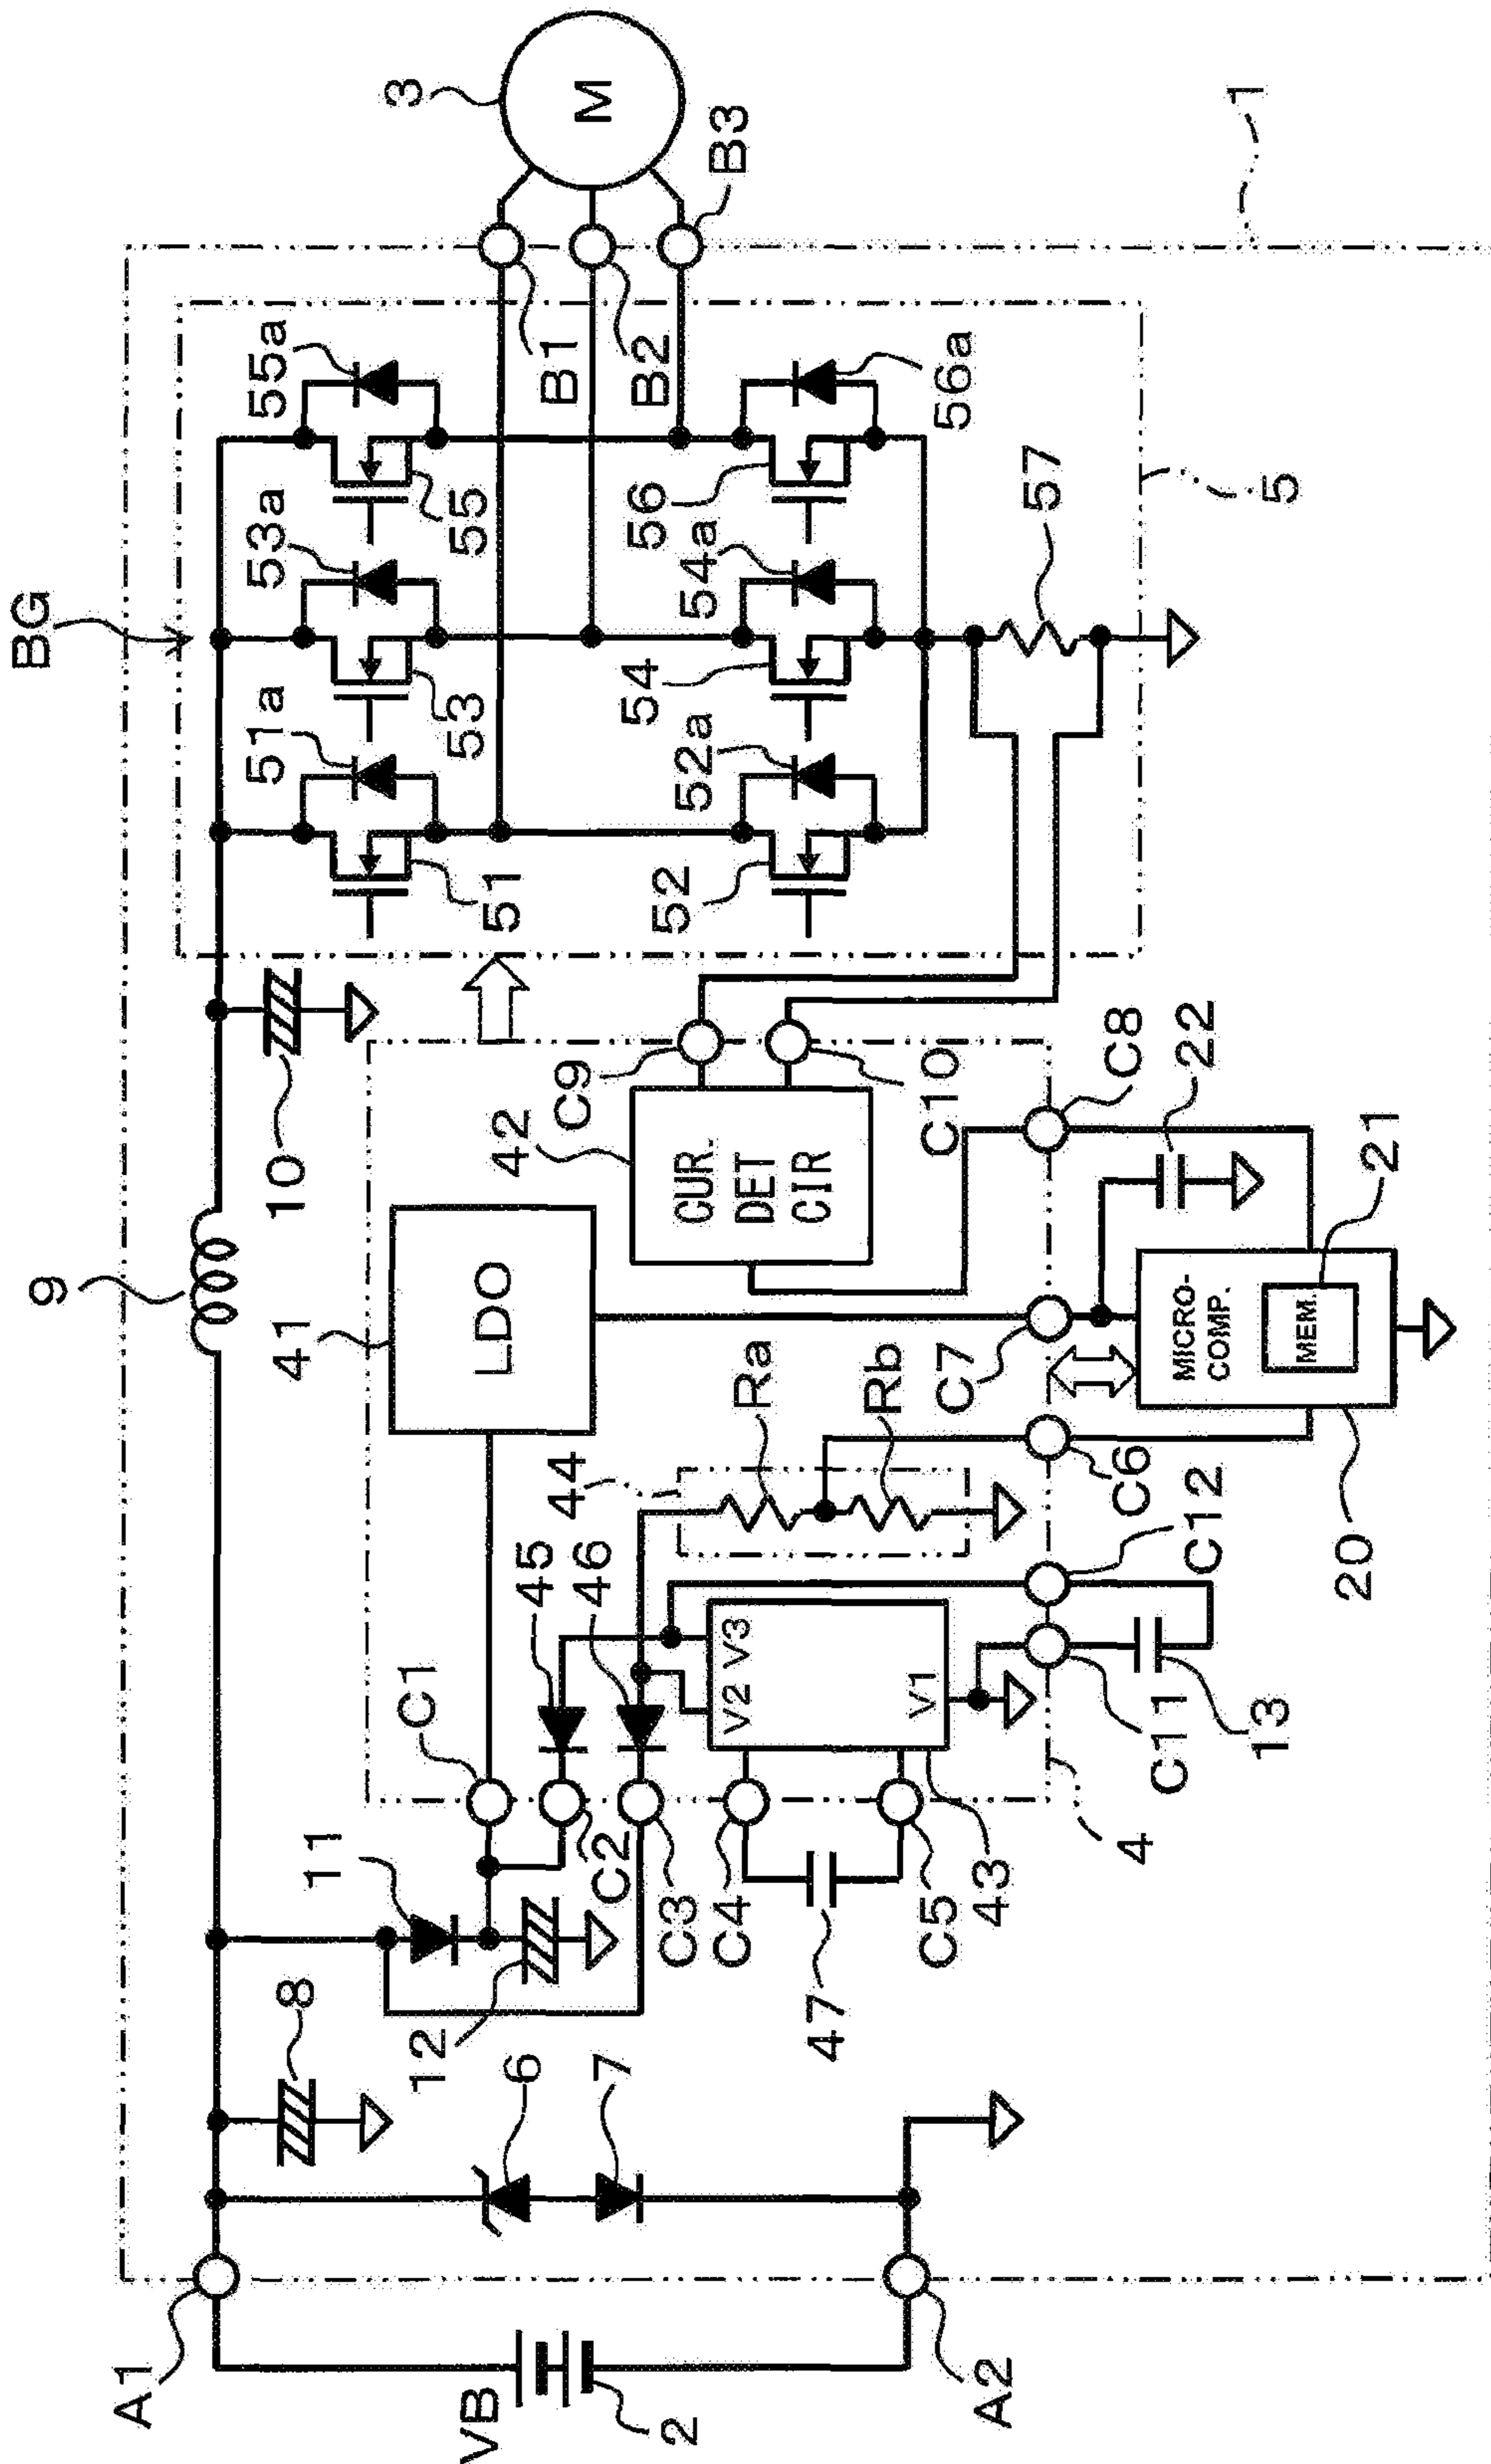 BG
9
10
A1
VB
2
A2
8
6
7
11
12
C1
C2
C3
C4
C5
47
43
4
45
46
V2
V3
V1
C11
C12
13
41
LDO
42
CUR.
DET
CIR
C9
C10
44
Ra
Rb
C6
C7
C8
22
MICRO-
COMP.
MEM.
21
20
51a
51
53a
53
55a
55
52a
52
54a
54
56a
56
57
5
B1
B2
B3
3
M
1